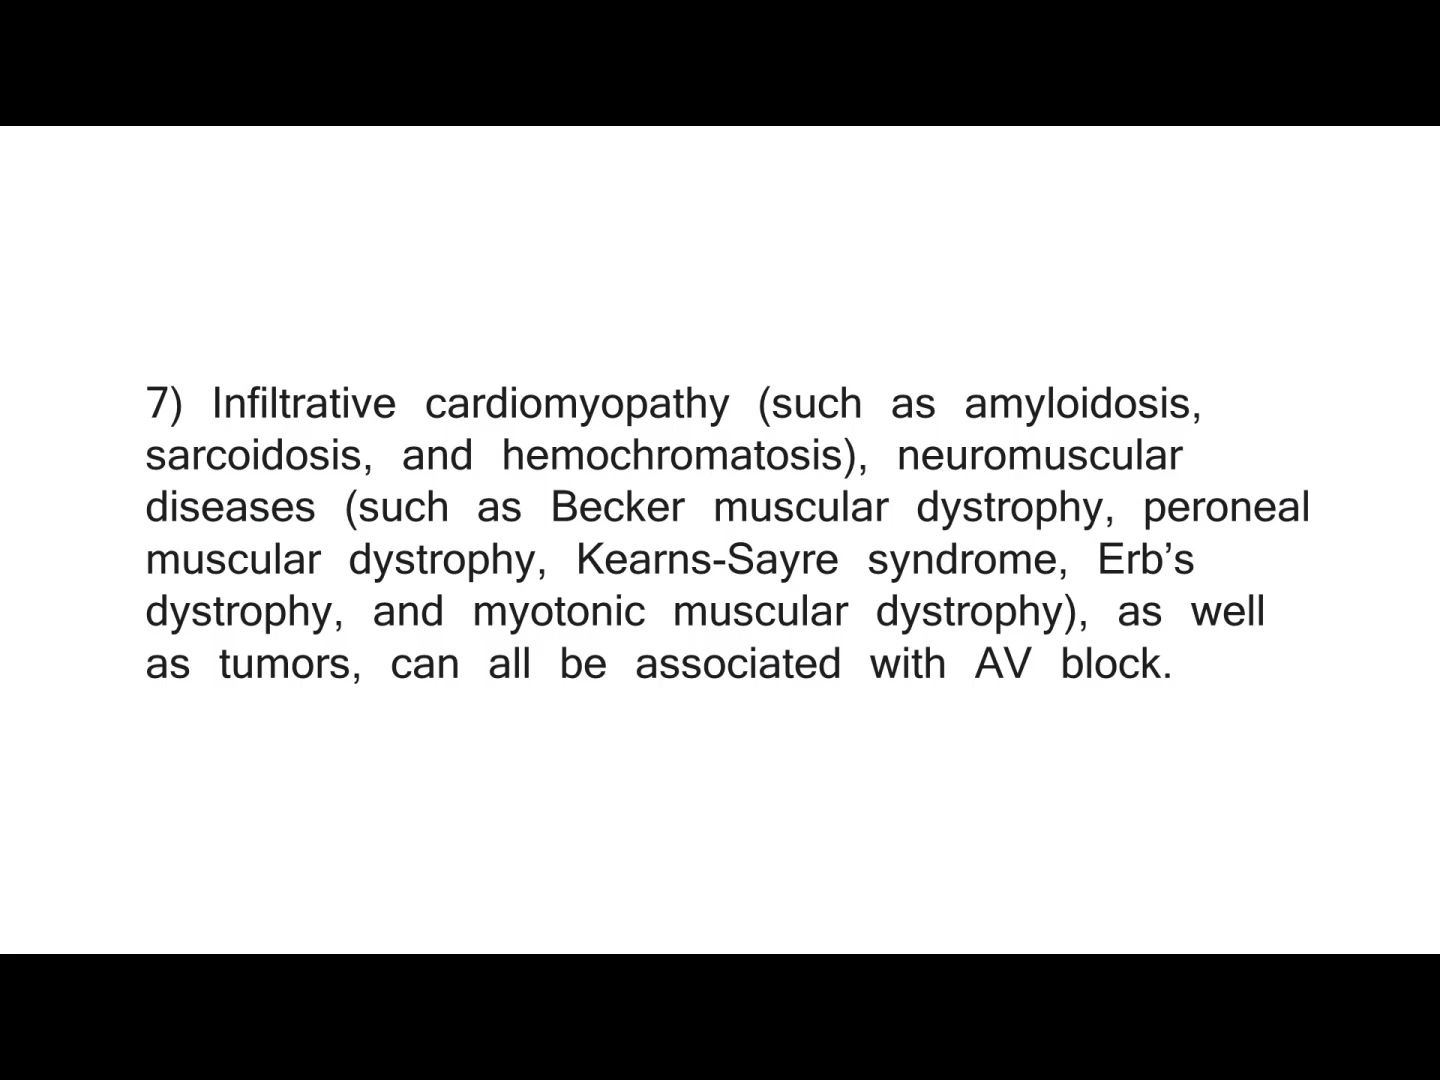 7) Infiltrative cardiomyopathy (such as amyloidosis,
sarcoidosis, and hemochromatosis), neuromuscular
diseases (such as Becker muscular dystrophy, peroneal
muscular dystrophy, Kearns-Sayre syndrome, Erb’s
dystrophy, and myotonic muscular dystrophy), as well
as tumors, can all be associated with AV block.